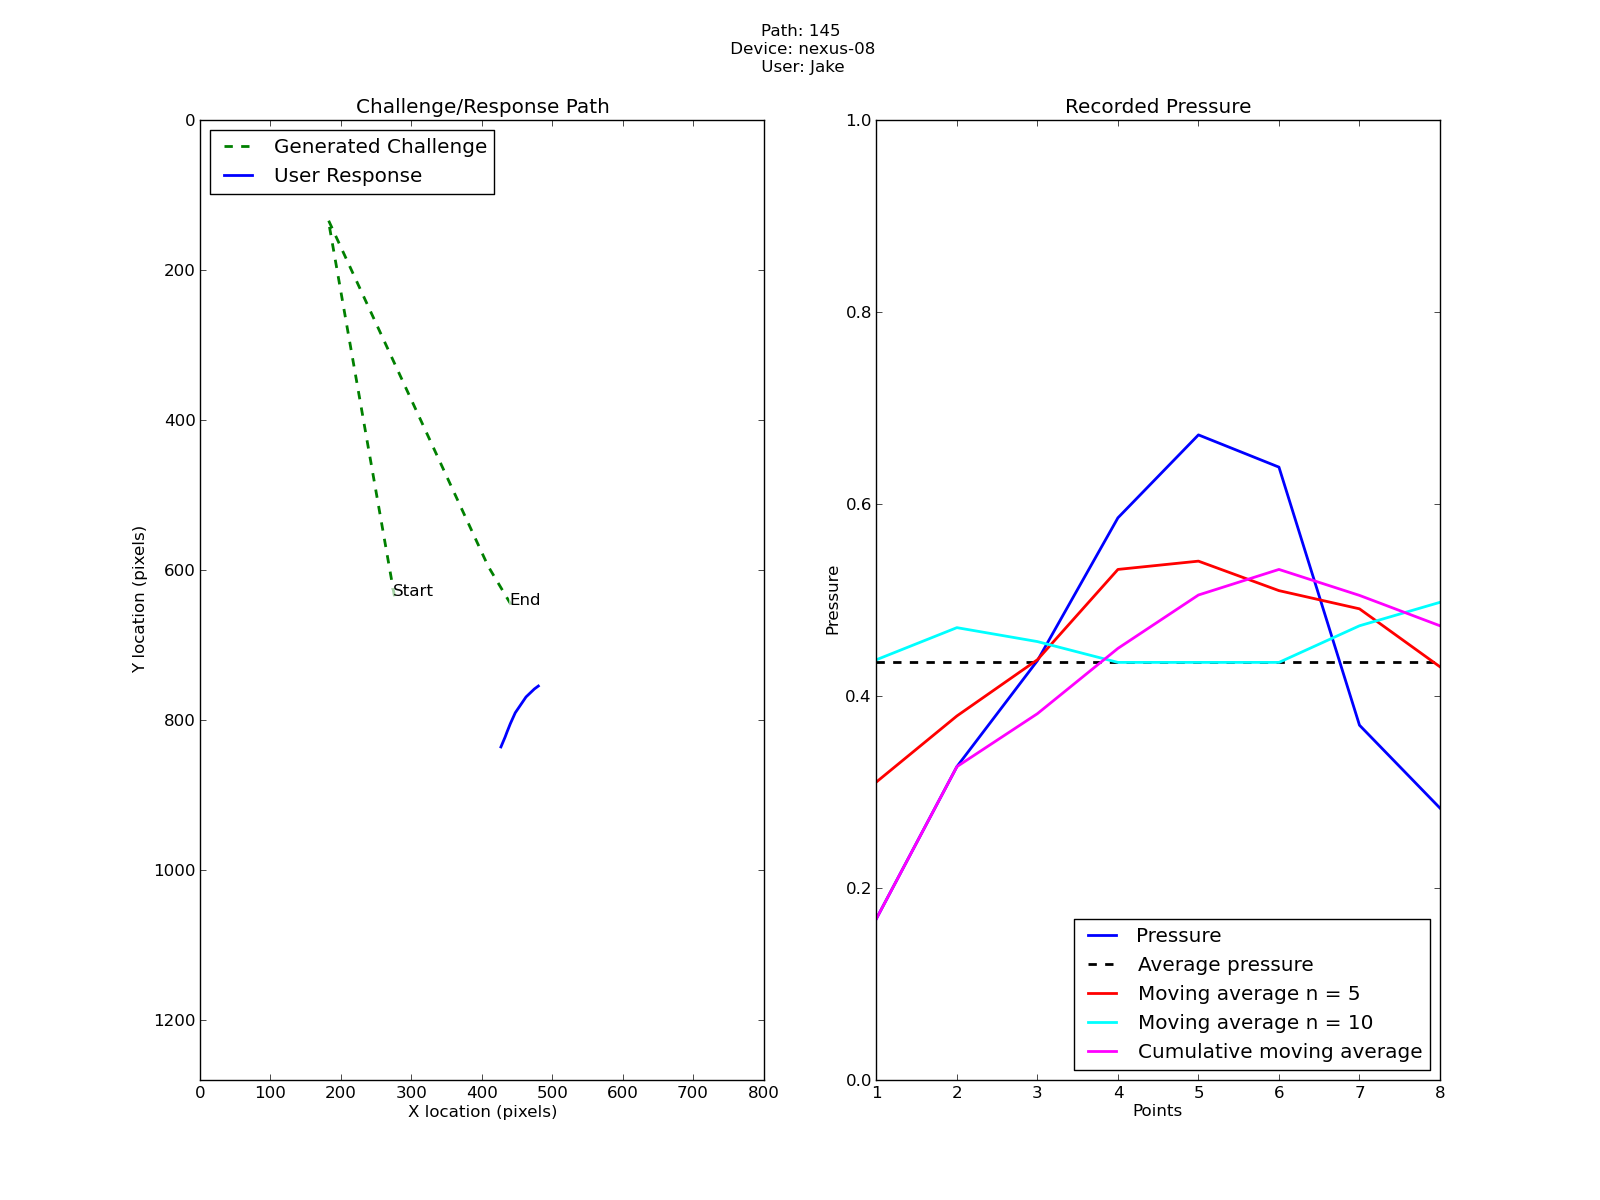 Path: 145
Device: nexus-08
User: Jake
Challenge/Response Path
Generated Challenge
User Response
0
200
400
600
800
1000
1200
Y location (pixels)
Start
End
0 100 200 300 400 500 600 700 800
X location (pixels)
Recorded Pressure
1.0
0.8
0.6
0.4
0.2
0.0
Pressure
Pressure
Average pressure
Moving average n = 5
Moving average n = 10
Cumulative moving average
1 2 3 4 5 6 7 8
Points